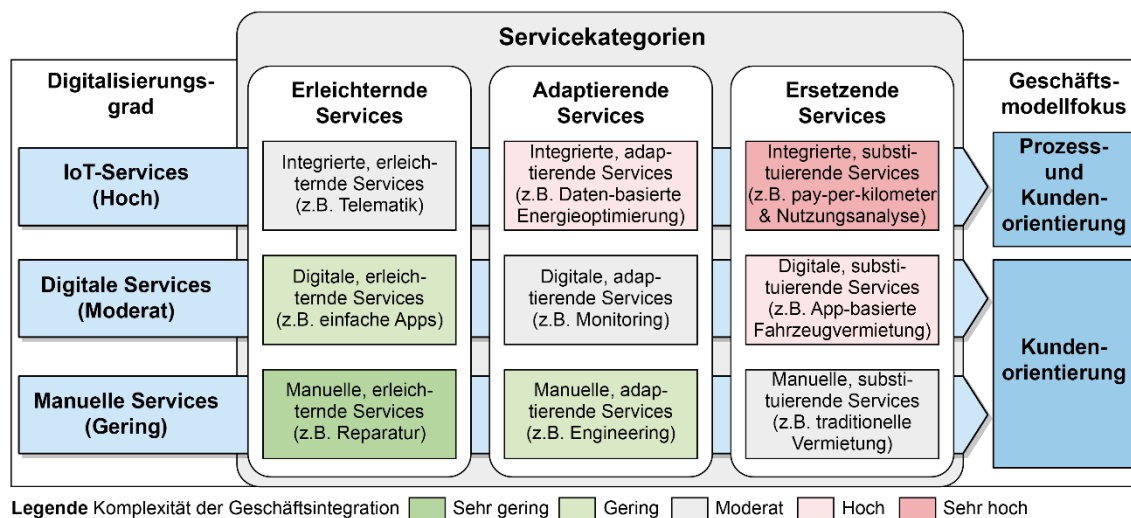 Servicekategorien
Digitalisierungs-
grad
Erleichternde
Services
Adaptierende
Services
Ersetzende
Services
Geschäfts-
modellfokus
IoT-Services
(Hoch)
Integrierte, erleich-
ternde Services
(z.B. Telematik)
Integrierte, adap-
tierende Services
(z.B. Daten-basierte
Energieoptimierung)
Integrierte, substi-
tuierende Services
(z.B. pay-per-kilometer
& Nutzungsanalyse)
Prozess-
und
Kunden-
orientierung
Digitale Services
(Moderat)
Digitale, erleich-
ternde Services
(z.B. einfache Apps)
Digitale, adap-
tierende Services
(z.B. Monitoring)
Digitale, substi-
tuierende Services
(z.B. App-basierte
Fahrzeugvermietung)
Kunden-
orientierung
Manuelle Services
(Gering)
Manuelle, erleich-
ternde Services
(z.B. Reparatur)
Manuelle, adap-
tierende Services
(z.B. Engineering)
Manuelle, substi-
tuierende Services
(z.B. traditionelle
Vermietung)
Legende Komplexität der Geschäftsintegration Sehr gering Gering Moderat Hoch Sehr hoch